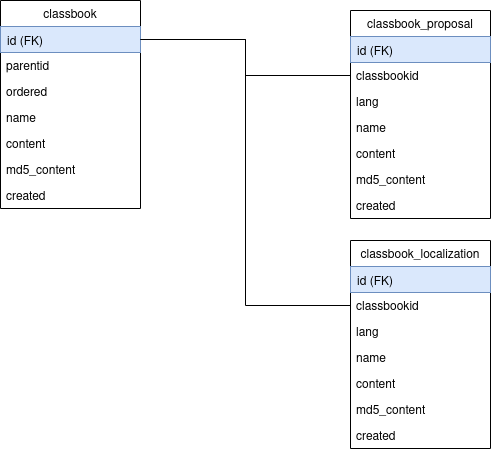 classbook
id (FK)
parentid
ordered
name
content
md5_content
created
classbook_proposal
id (FK)
classbookid
lang
name
content
md5_content
created
classbook_localization
id (FK)
classbookid
lang
name
content
md5_content
created